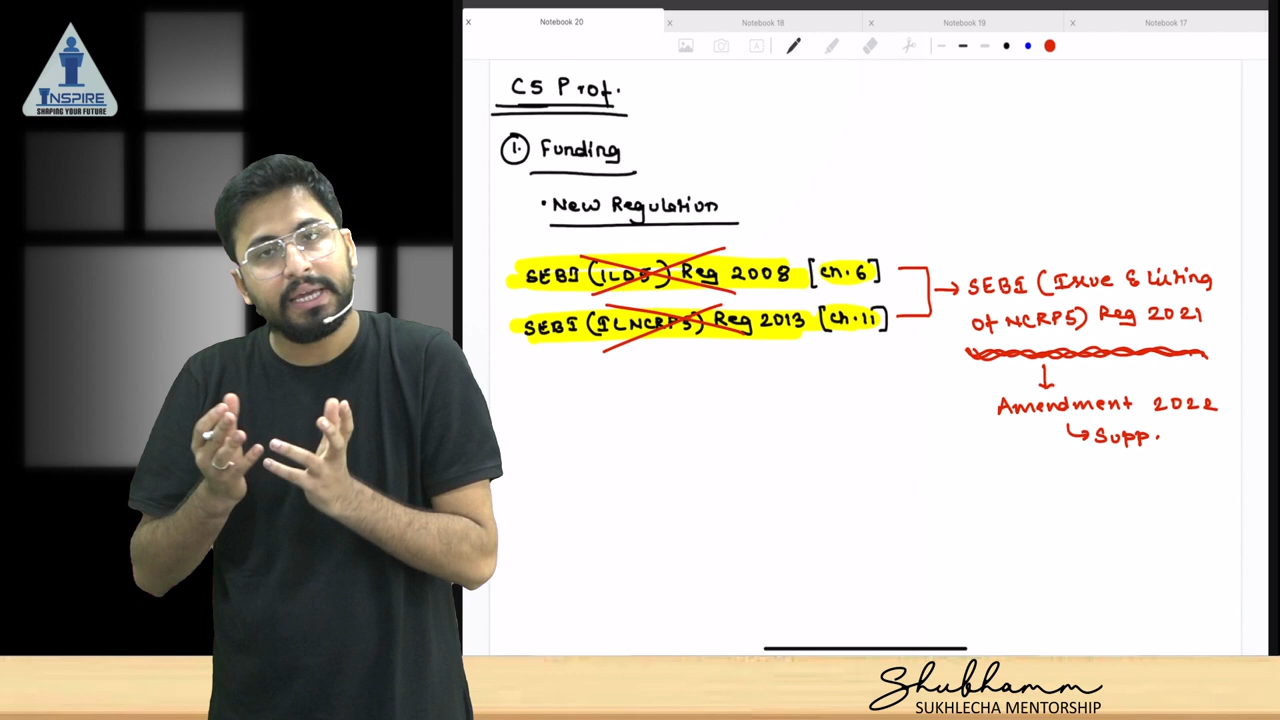 INSPIRE
SHAPING YOUR FUTURE
Notebook 20
Notebook 18
Notebook 19
Notebook 17
CS Prof.
1. Funding
• New Regulation
SEBI (ILDS) Reg 2008 [Ch.6]
SEBI (ILNCRPS) Reg 2013 [Ch.11]
→ SEBI (Issue & Listing
of NCRPS) Reg 2021
Amendment 2022
↳ Supp.
Shubhamm
SUKHLECHA MENTORSHIP